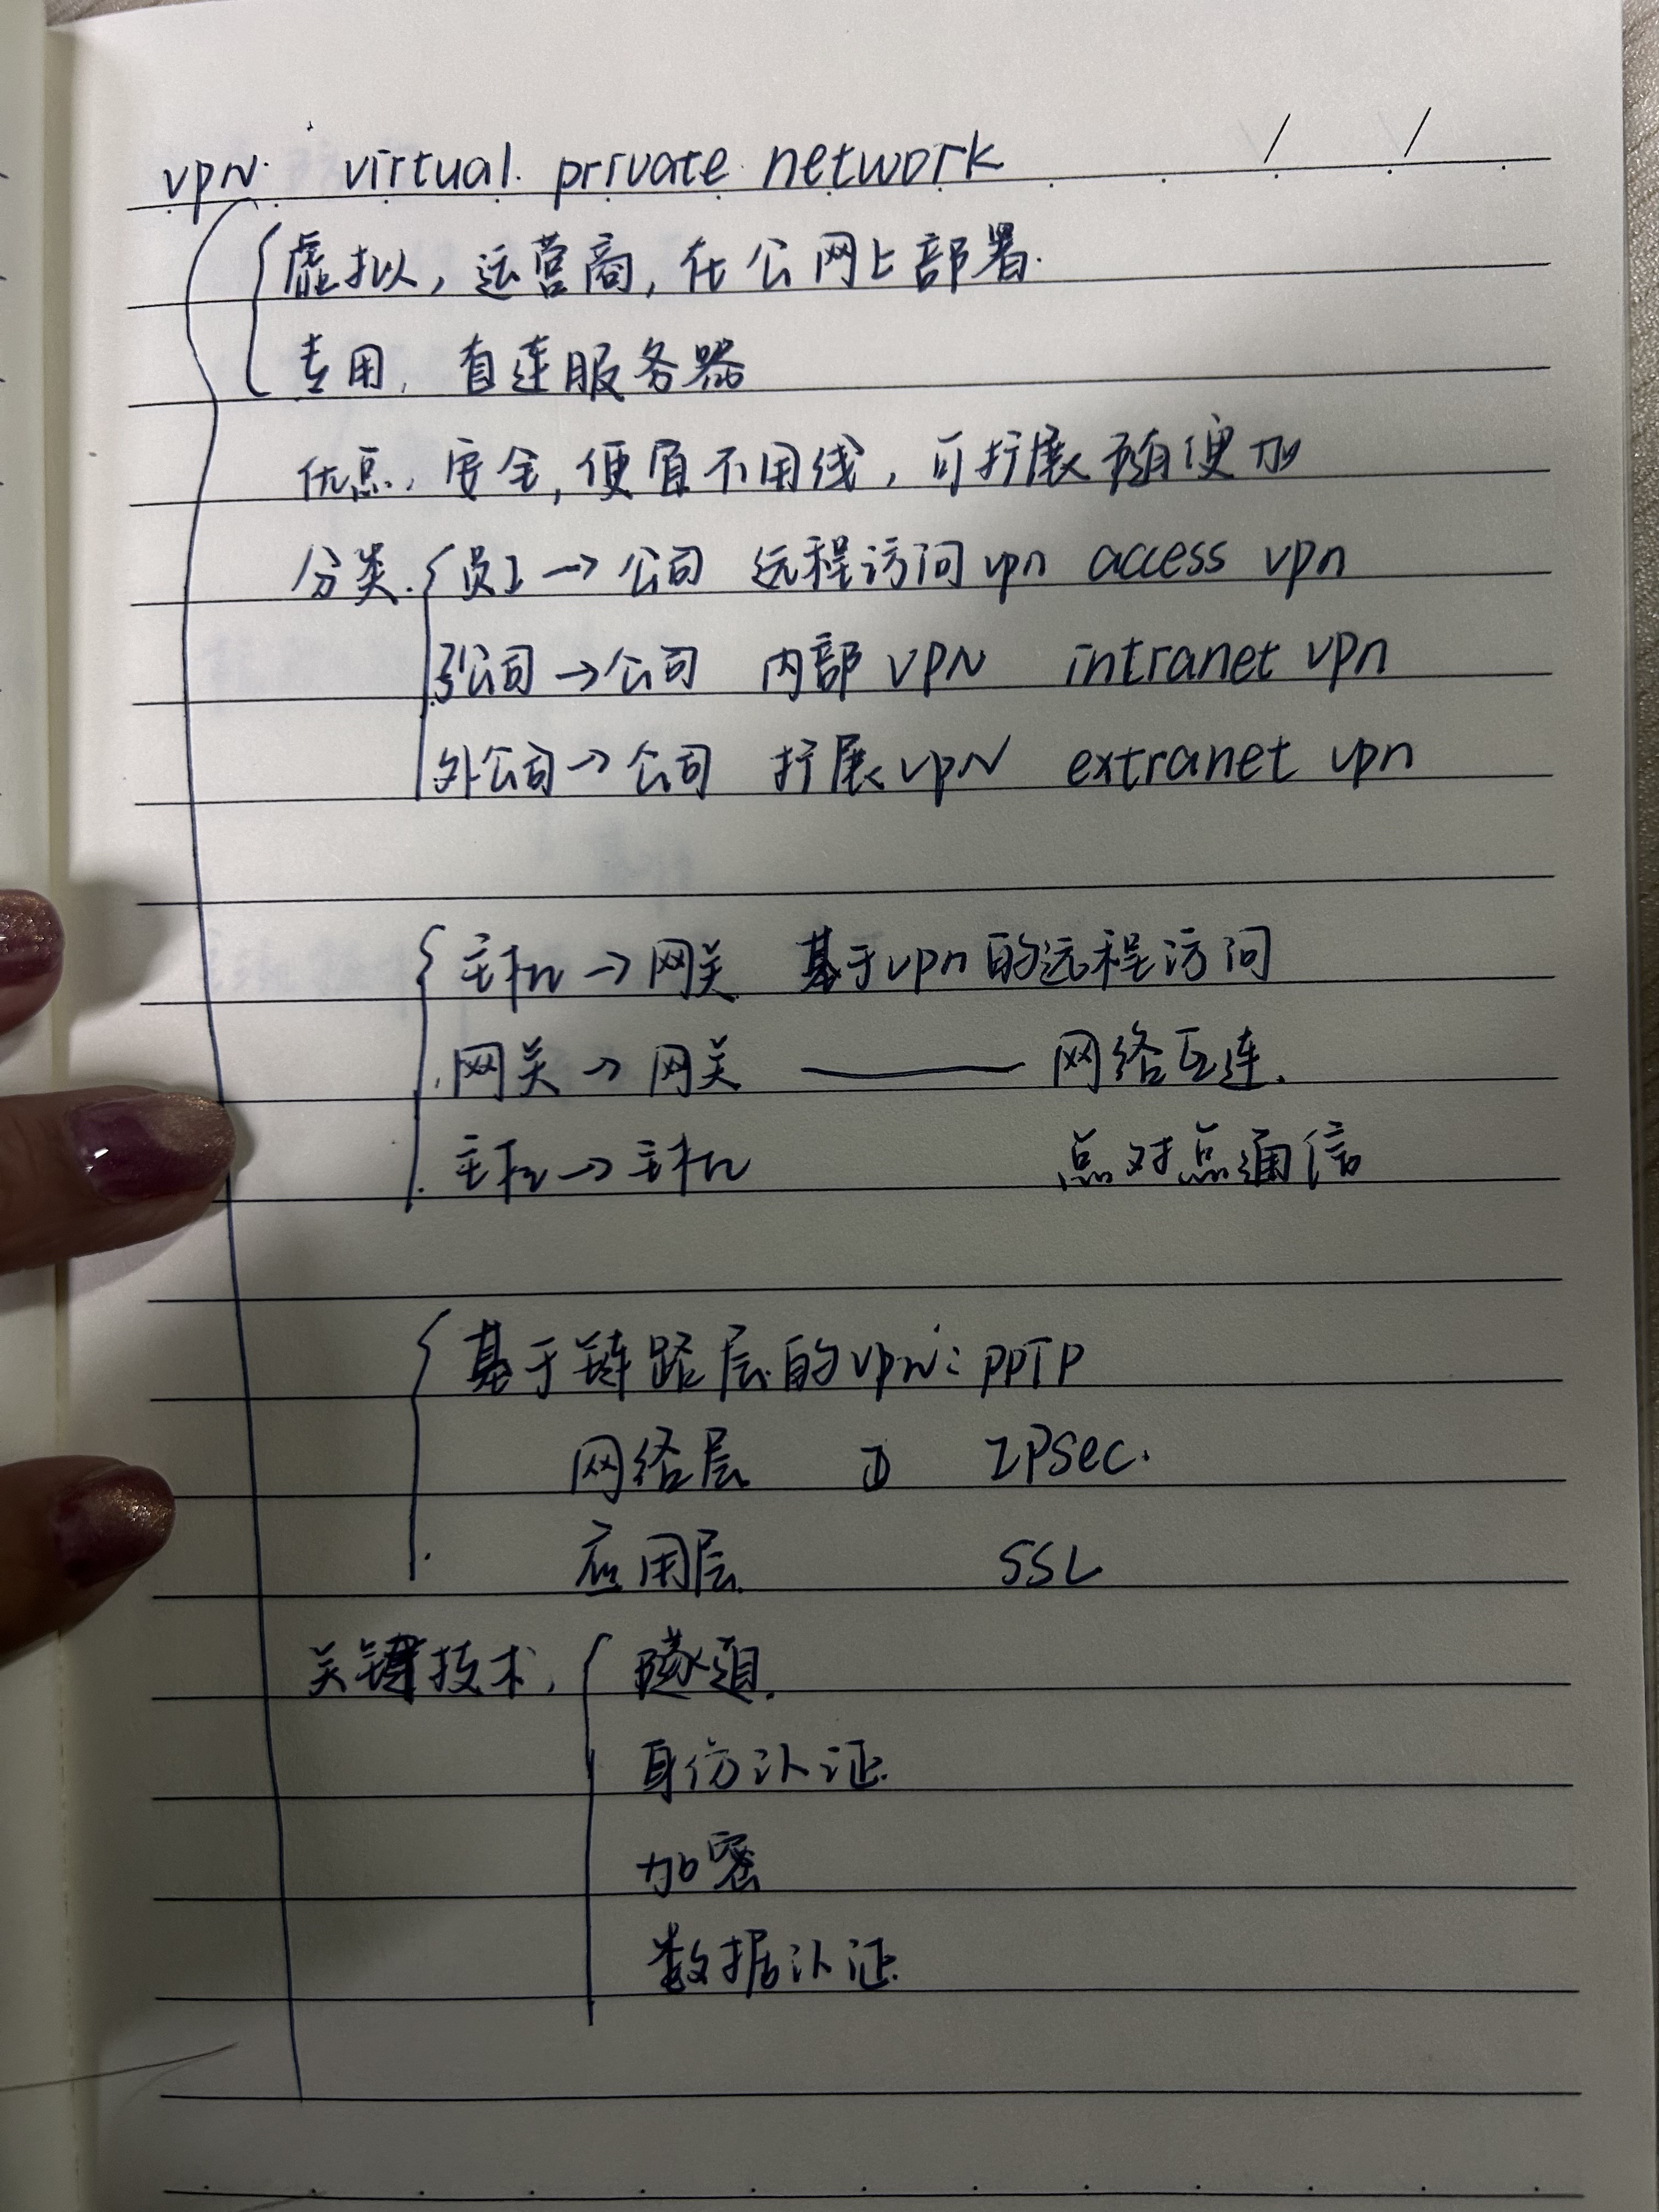 VPN. virtual private network / /
虚拟, 运营商, 在公网上部署.
专用, 直连服务器
优点, 安全, 便宜不用线, 可扩展 随便加
分类. 员工→公司 远程访问vpn access vpn
公司→公司 内部VPN intranet vpn
外公司→公司 扩展VPN extranet vpn
主机→网关 基于vpn的远程访问
网关→网关 —— 网络互连.
主机→主机 点对点通信
基于链路层的VPN: PPTP
网络层 IPsec.
应用层 SSL
关键技术, 隧道.
身份认证.
加密
数据认证.